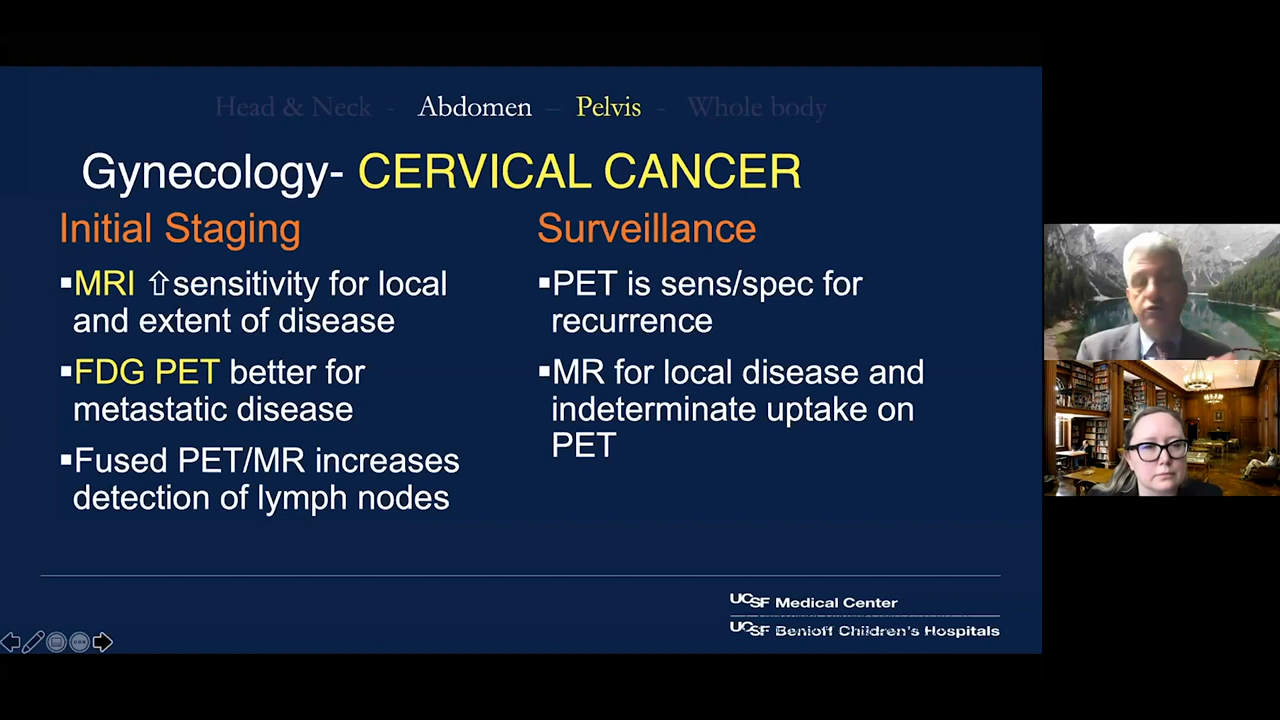 Head & Neck - Abdomen – Pelvis - Whole body
Gynecology- CERVICAL CANCER
Initial Staging
▪MRI ⇧sensitivity for local
and extent of disease
▪FDG PET better for
metastatic disease
▪Fused PET/MR increases
detection of lymph nodes
Surveillance
▪PET is sens/spec for
recurrence
▪MR for local disease and
indeterminate uptake on
PET
UCSF Medical Center
UCSF Benioff Children's Hospitals